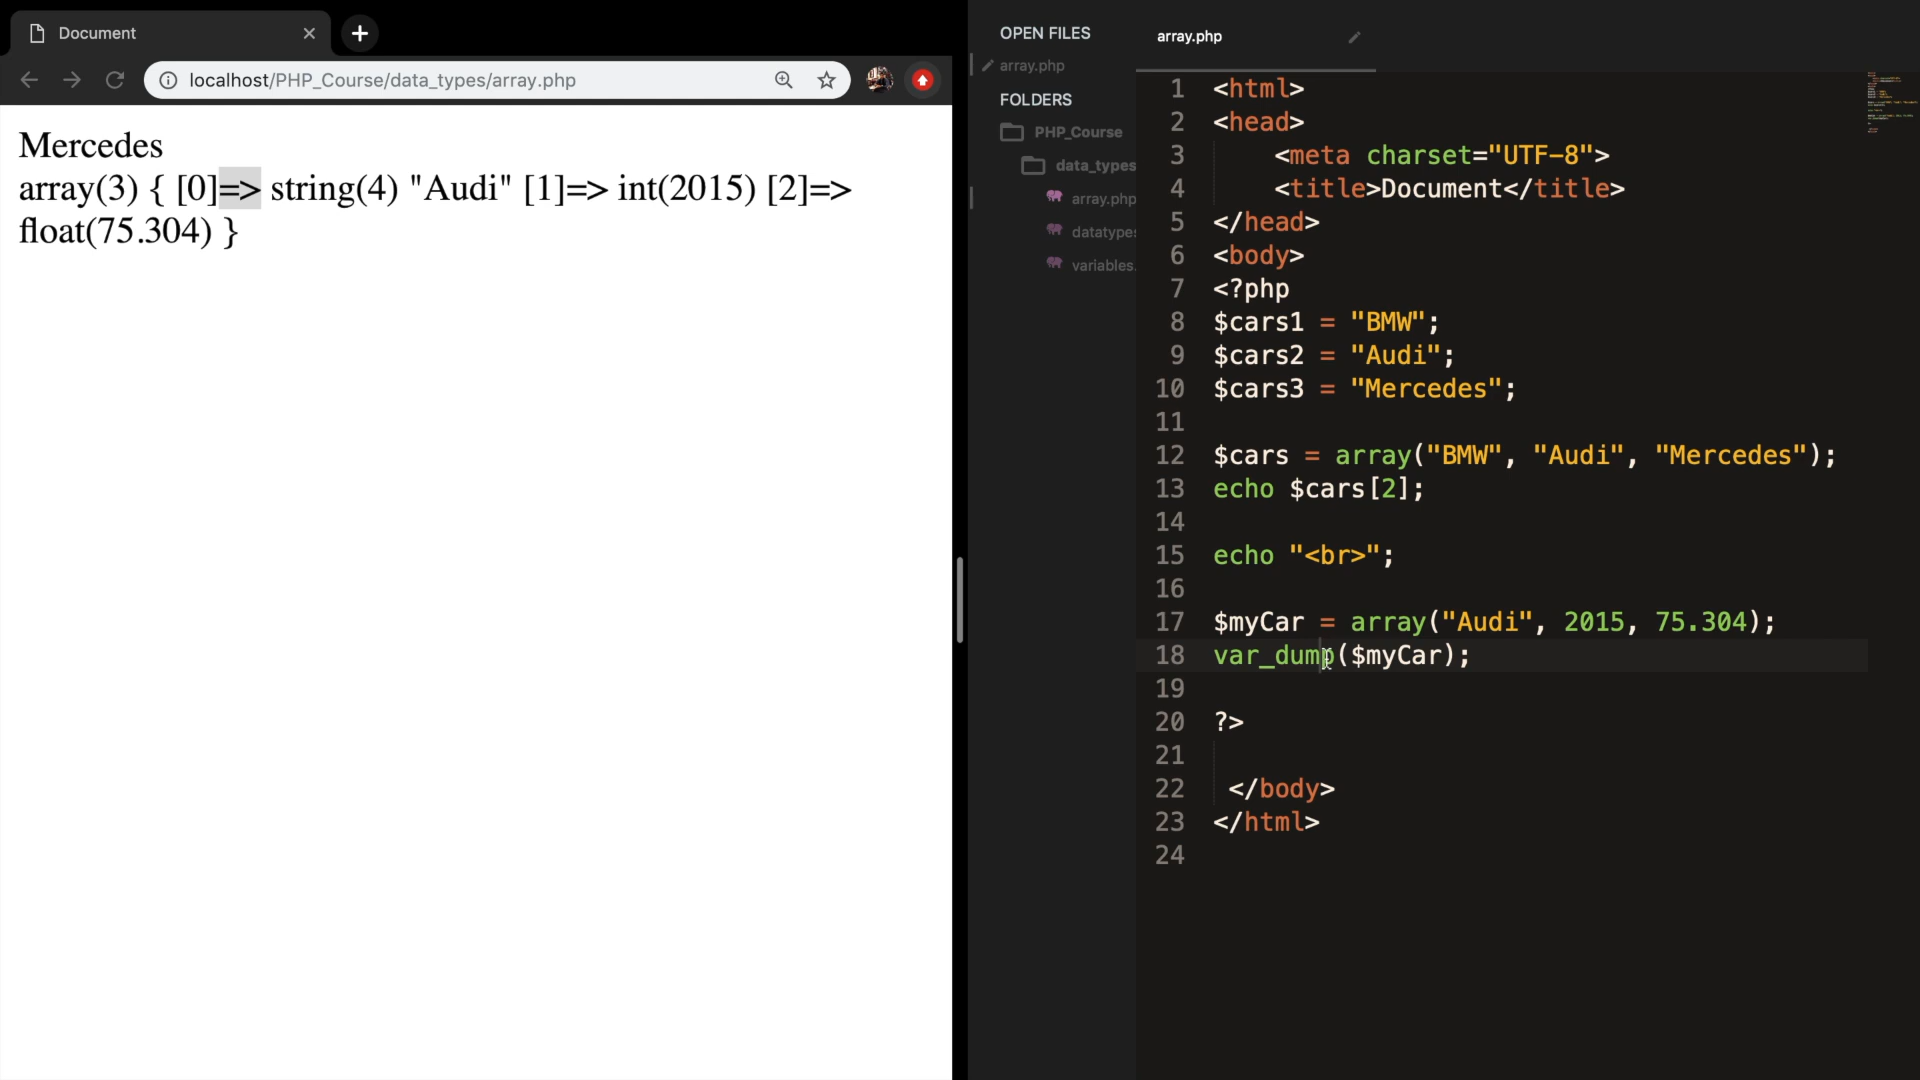 Document
localhost/PHP_Course/data_types/array.php
Mercedes
array(3) { [0]=> string(4) "Audi" [1]=> int(2015) [2]=>
float(75.304) }
OPEN FILES
array.php
FOLDERS
PHP_Course
data_types
array.php
datatypes
variables.
array.php
1 <html>
2 <head>
3 <meta charset="UTF-8">
4 <title>Document</title>
5 </head>
6 <body>
7 <?php
8 $cars1 = "BMW";
9 $cars2 = "Audi";
10 $cars3 = "Mercedes";
11
12 $cars = array("BMW", "Audi", "Mercedes");
13 echo $cars[2];
14
15 echo "<br>";
16
17 $myCar = array("Audi", 2015, 75.304);
18 var_dump($myCar);
19
20 ?>
21
22 </body>
23 </html>
24